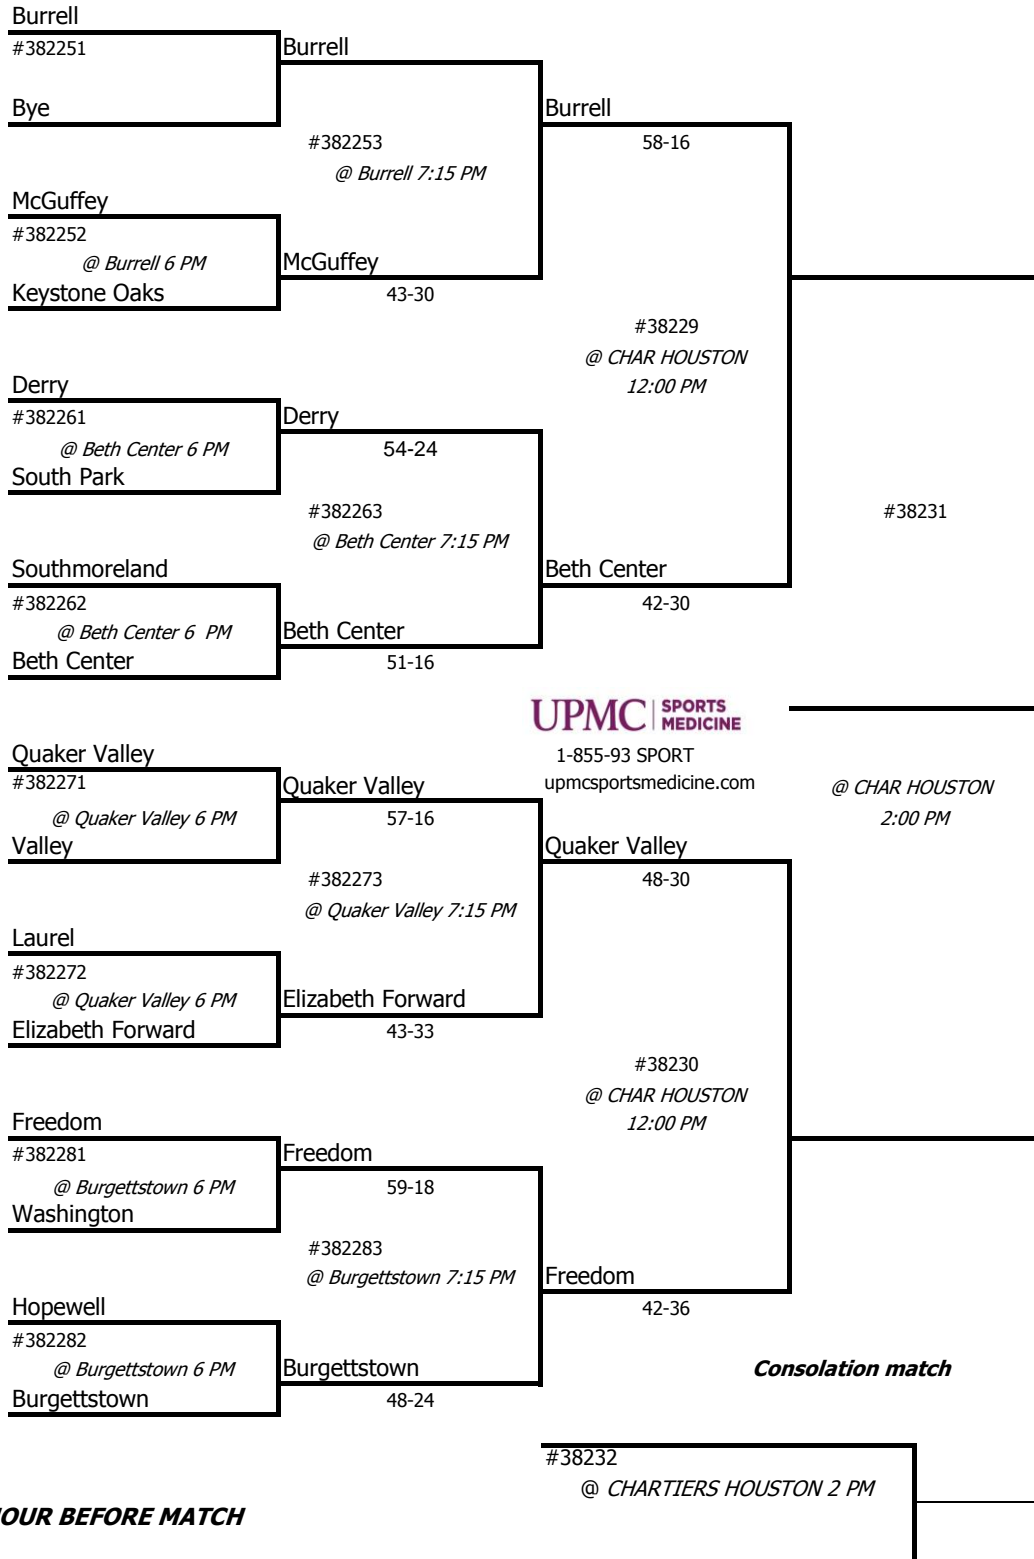 Burrell
#382251
Burrell
Bye
Burrell
#382253
58-16
@ Burrell 7:15 PM
McGuffey
#382252
@ Burrell 6 PM
McGuffey
Keystone Oaks
43-30
#38229
@ CHAR HOUSTON
12:00 PM
Derry
#382261
Derry
@ Beth Center 6 PM
54-24
South Park
#382263
#38231
@ Beth Center 7:15 PM
Southmoreland
Beth Center
#382262
42-30
@ Beth Center 6 PM
Beth Center
Beth Center
51-16
UPMC | SPORTS MEDICINE
1-855-93 SPORT
upmcsportsmedicine.com
Quaker Valley
#382271
Quaker Valley
@ CHAR HOUSTON
2:00 PM
@ Quaker Valley 6 PM
57-16
Valley
Quaker Valley
#382273
48-30
@ Quaker Valley 7:15 PM
Laurel
#382272
@ Quaker Valley 6 PM
Elizabeth Forward
Elizabeth Forward
43-33
#38230
@ CHAR HOUSTON
12:00 PM
Freedom
#382281
Freedom
@ Burgettstown 6 PM
59-18
Washington
#382283
@ Burgettstown 7:15 PM
Freedom
42-36
Hopewell
#382282
@ Burgettstown 6 PM
Burgettstown
Burgettstown
48-24
Consolation match
#38232
@ CHARTIERS HOUSTON 2 PM
OUR BEFORE MATCH